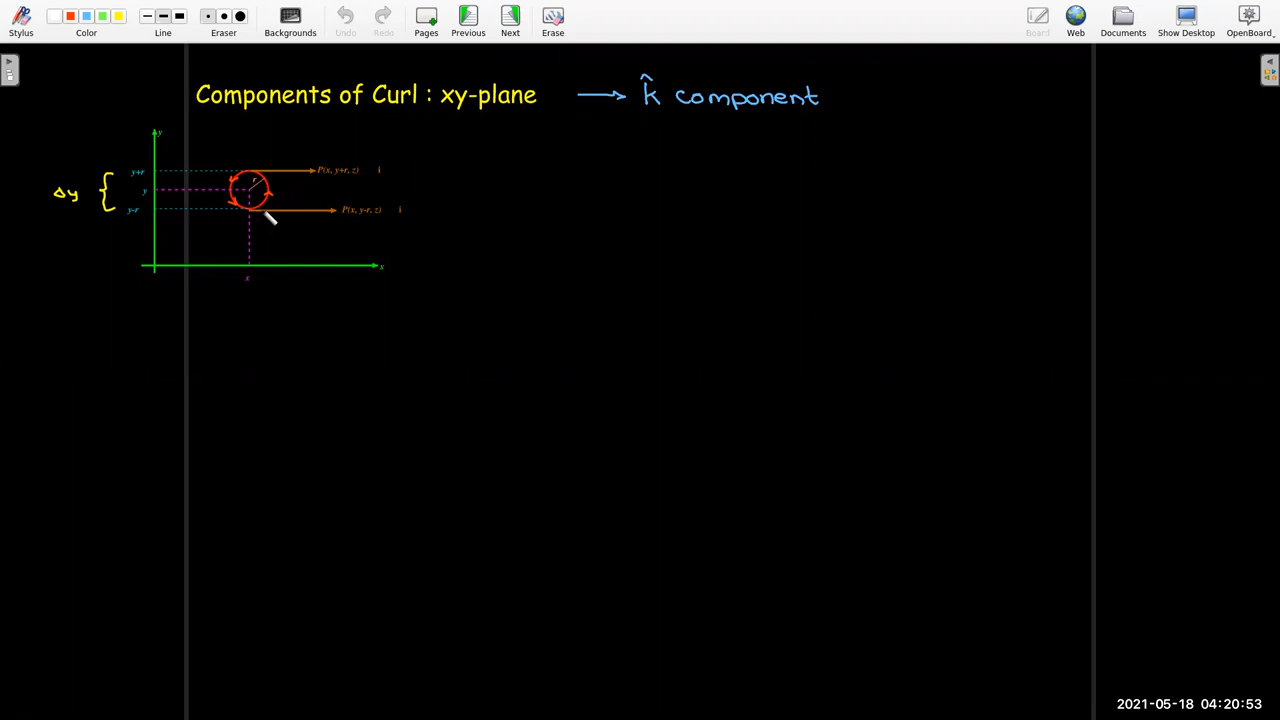 Stylus Color Line Eraser Backgrounds Undo Redo Pages Previous Next Erase Board Web Documents Show Desktop OpenBoard
Components of Curl : xy-plane → k̂ component
y
y+r P(x, y+r, z) i
r
Δy { y
y-r P(x, y-r, z) i
x
x
2021-05-18 04:20:53